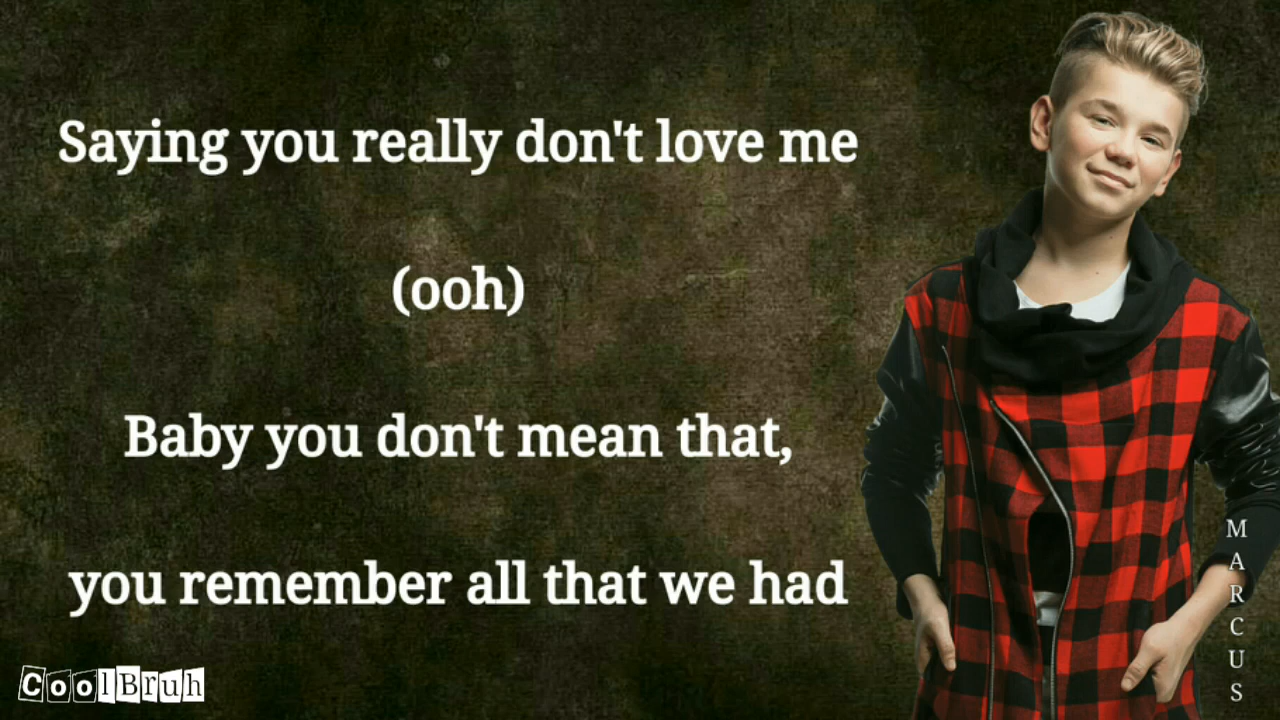 Saying you really don't love me
(ooh)
Baby you don't mean that,
you remember all that we had
CoolBruh
MARCUS